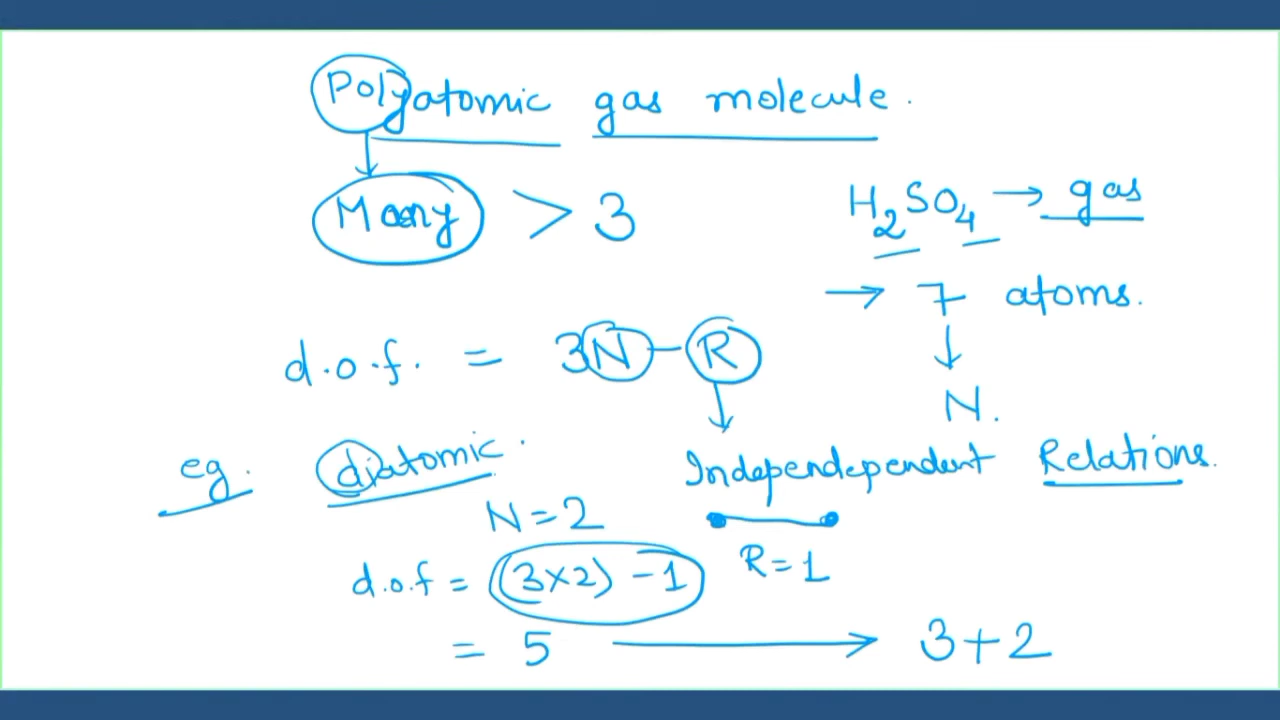 Polyatomic gas molecule.
Many > 3
H2SO4 → gas
→ 7 atoms.
N.
d.o.f. = 3N - R
Independependent Relations.
eg. diatomic.
N = 2
R = 1
d.o.f = (3×2) - 1
= 5 → 3+2